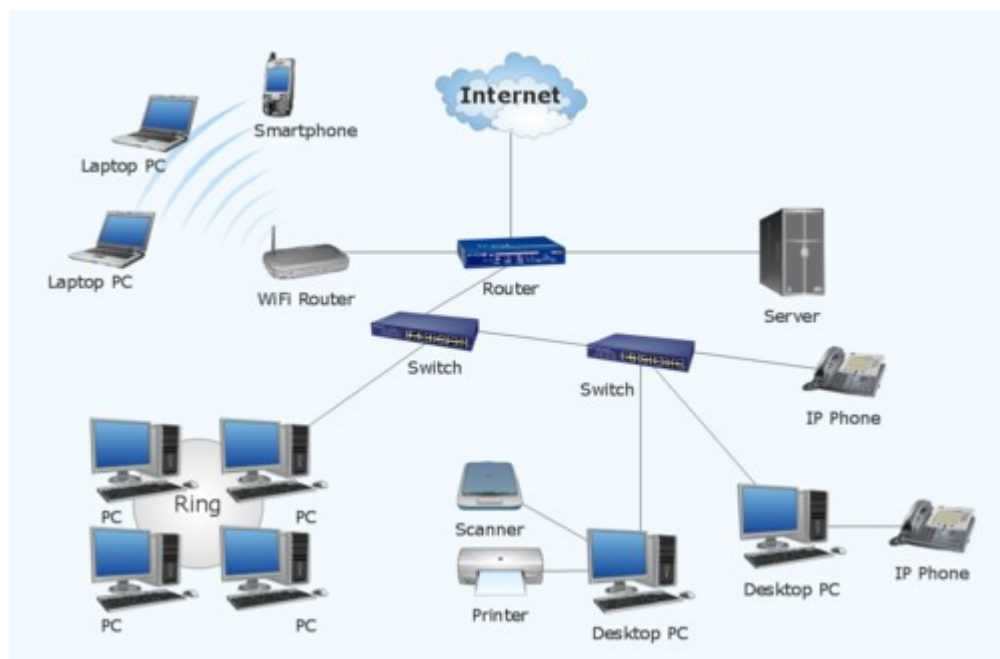 Internet
Smartphone
Laptop PC
Laptop PC
WiFi Router
Router
Server
Switch
Switch
IP Phone
Ring
PC
PC
PC
PC
Scanner
Printer
Desktop PC
Desktop PC
IP Phone